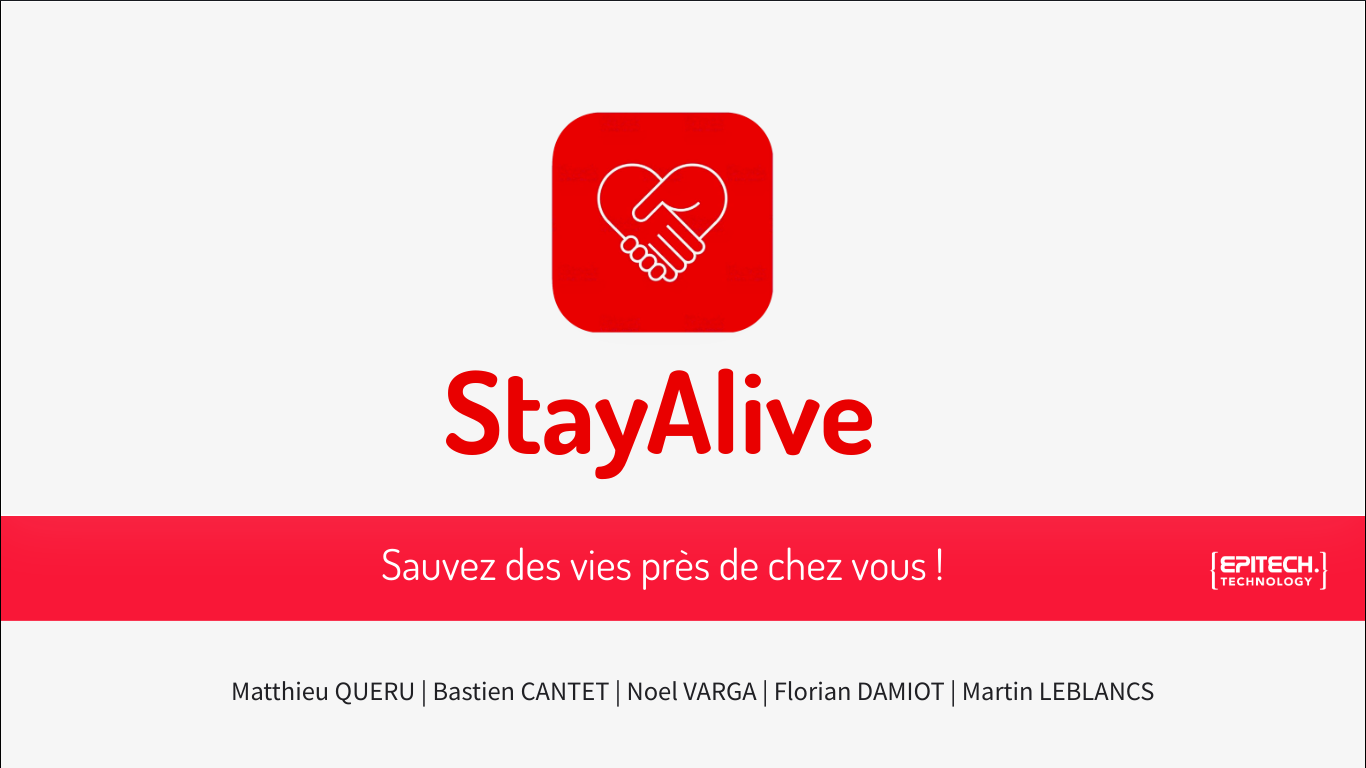 StayAlive
Sauvez des vies près de chez vous !
{EPITECH.}
TECHNOLOGY
Matthieu QUERU | Bastien CANTET | Noel VARGA | Florian DAMIOT | Martin LEBLANCS